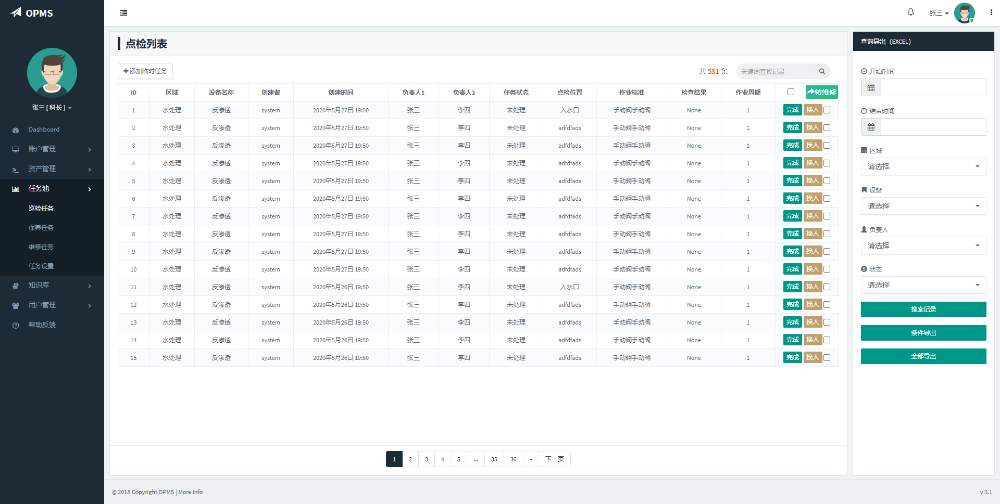 OPMS
张三
张三 [ 科长 ]
Dashboard
账户管理
资产管理
任务池
巡检任务
保养任务
维修任务
任务设置
知识库
用户管理
帮助反馈
点检列表
添加临时任务
共 531 条
关键词查找记录
ID 区域 设备名称 创建者 创建时间 负责人1 负责人2 任务状态 点检位置 作业标准 检查结果 作业周期 转维修
1 水处理 反渗透 system 2020年5月27日 19:50 张三 李四 未处理 入水口 手动阀手动阀 None 1 完成 换人
2 水处理 反渗透 system 2020年5月27日 19:50 张三 李四 未处理 adfdfads 手动阀手动阀 None 1 完成 换人
3 水处理 反渗透 system 2020年5月27日 19:50 张三 李四 未处理 adfdfads 手动阀手动阀 None 1 完成 换人
4 水处理 反渗透 system 2020年5月27日 19:50 张三 李四 未处理 adfdfads 手动阀手动阀 None 1 完成 换人
5 水处理 反渗透 system 2020年5月27日 19:50 张三 李四 未处理 adfdfads 手动阀手动阀 None 1 完成 换人
6 水处理 反渗透 system 2020年5月27日 19:50 张三 李四 未处理 adfdfads 手动阀手动阀 None 1 完成 换人
7 水处理 反渗透 system 2020年5月27日 19:50 张三 李四 未处理 adfdfads 手动阀手动阀 None 1 完成 换人
8 水处理 反渗透 system 2020年5月27日 19:50 张三 李四 未处理 adfdfads 手动阀手动阀 None 1 完成 换人
9 水处理 反渗透 system 2020年5月27日 19:50 张三 李四 未处理 adfdfads 手动阀手动阀 None 1 完成 换人
10 水处理 反渗透 system 2020年5月27日 19:50 张三 李四 未处理 adfdfads 手动阀手动阀 None 1 完成 换人
11 水处理 反渗透 system 2020年5月26日 19:50 张三 李四 未处理 入水口 手动阀手动阀 None 1 完成 换人
12 水处理 反渗透 system 2020年5月26日 19:50 张三 李四 未处理 adfdfads 手动阀手动阀 None 1 完成 换人
13 水处理 反渗透 system 2020年5月26日 19:50 张三 李四 未处理 adfdfads 手动阀手动阀 None 1 完成 换人
14 水处理 反渗透 system 2020年5月26日 19:50 张三 李四 未处理 adfdfads 手动阀手动阀 None 1 完成 换人
15 水处理 反渗透 system 2020年5月26日 19:50 张三 李四 未处理 adfdfads 手动阀手动阀 None 1 完成 换人
1 2 3 4 5 ... 35 36 » 下一页
查询导出（EXCEL）
开始时间
结束时间
区域
请选择
设备
请选择
负责人
请选择
状态
请选择
搜索记录
条件导出
全部导出
© 2018 Copyright OPMS | More info
v 3.1